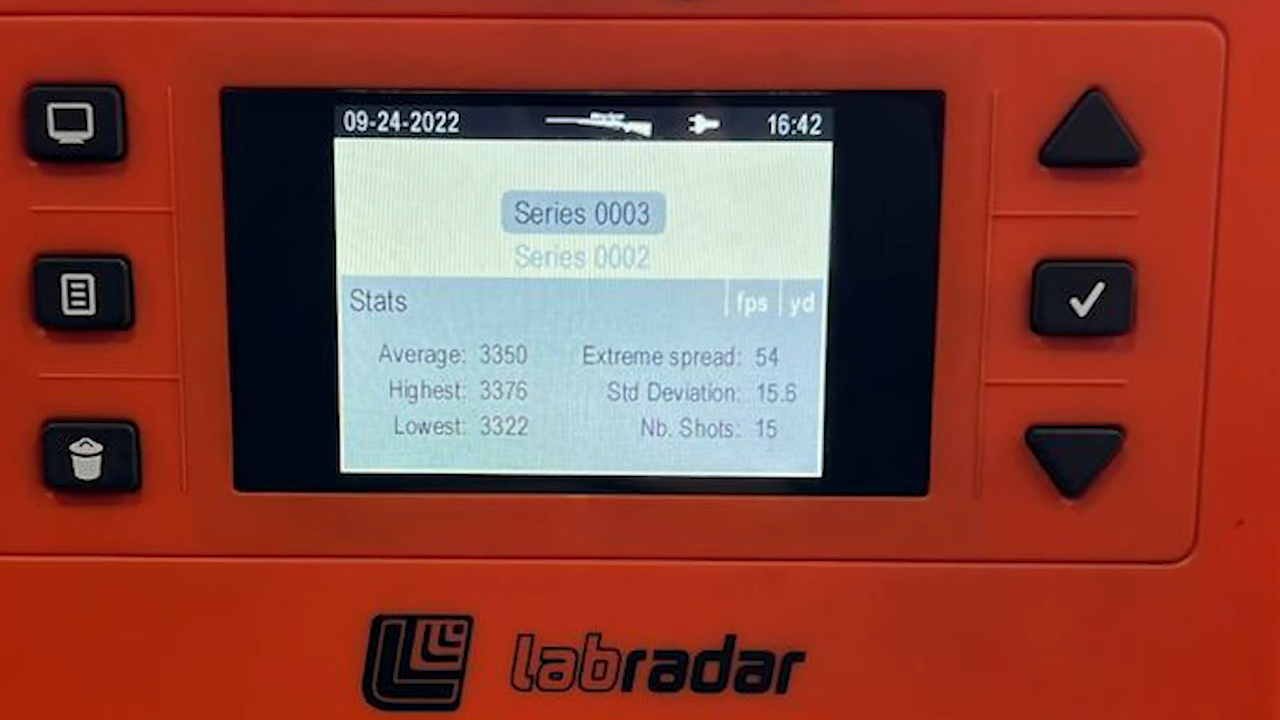 09-24-2022 16:42
Series 0003
Series 0002
Stats fps yd
Average: 3350 Extreme spread: 54
Highest: 3376 Std Deviation: 15.6
Lowest: 3322 Nb. Shots: 15
labradar